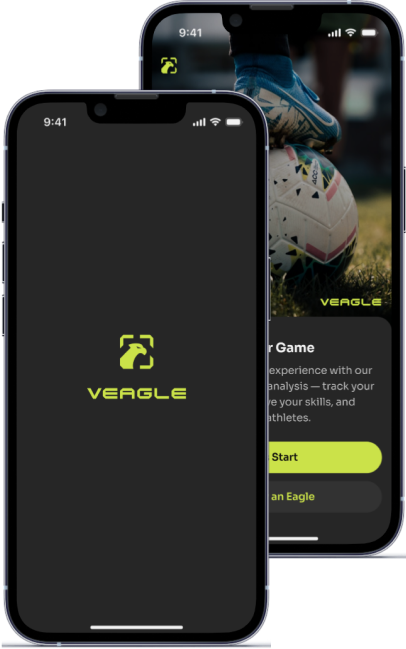 9:41
VEAGLE
9:41
VEAGLE
r Game
experience with our
analysis — track your
ve your skills, and
athletes.
Start
an Eagle